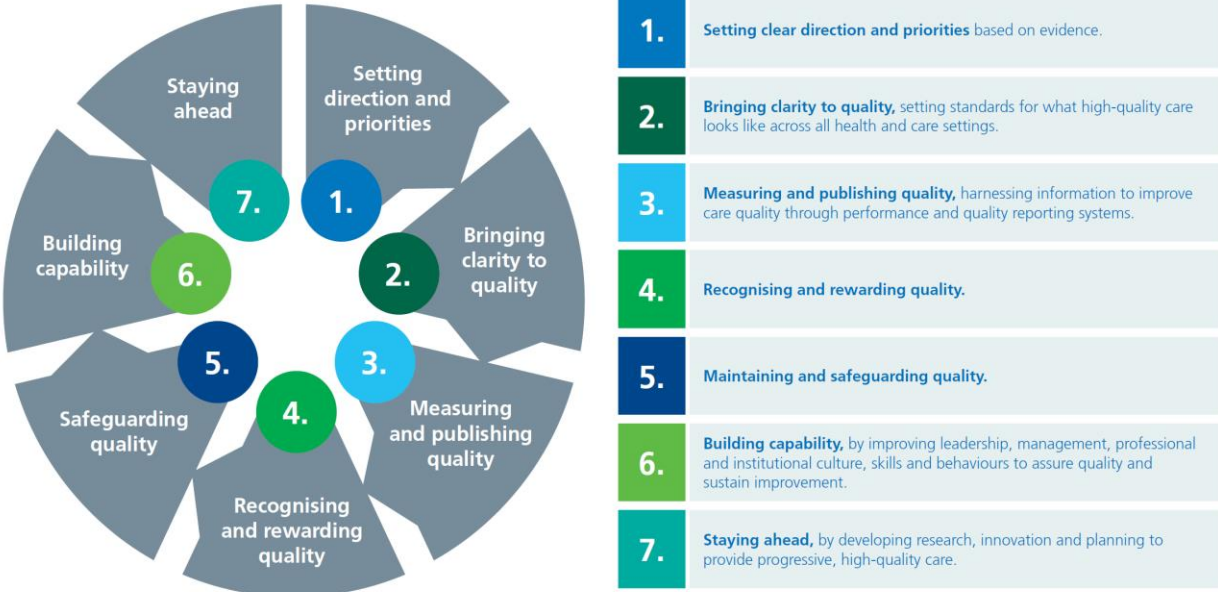 Setting
direction and
priorities
1.
Bringing
clarity to
quality
2.
Measuring
and publishing
quality
3.
Recognising
and rewarding
quality
4.
Safeguarding
quality
5.
Building
capability
6.
Staying
ahead
7.
1.
Setting clear direction and priorities based on evidence.
2.
Bringing clarity to quality, setting standards for what high-quality care
looks like across all health and care settings.
3.
Measuring and publishing quality, harnessing information to improve
care quality through performance and quality reporting systems.
4.
Recognising and rewarding quality.
5.
Maintaining and safeguarding quality.
6.
Building capability, by improving leadership, management, professional
and institutional culture, skills and behaviours to assure quality and
sustain improvement.
7.
Staying ahead, by developing research, innovation and planning to
provide progressive, high-quality care.